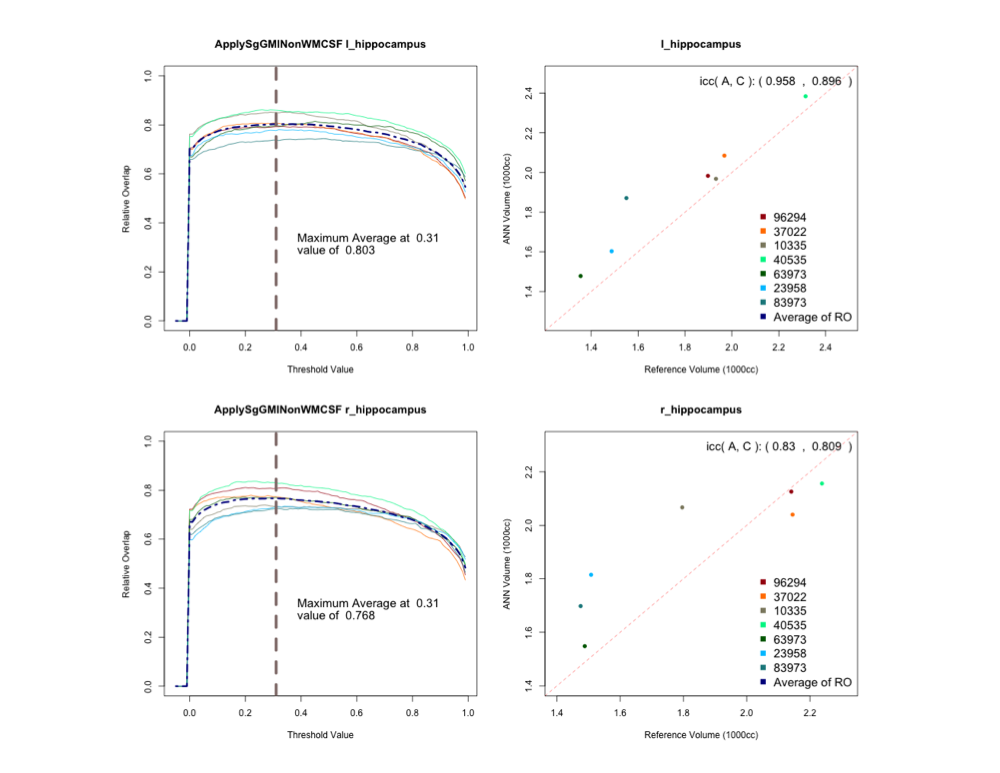 ApplySgGMINonWMCSF l_hippocampus
1.0
0.8
0.6
0.4
0.2
0.0
Relative Overlap
Maximum Average at 0.31
value of 0.803
0.0 0.2 0.4 0.6 0.8 1.0
Threshold Value
l_hippocampus
icc( A, C ): ( 0.958 , 0.896 )
2.4
2.2
2.0
1.8
1.6
1.4
ANN Volume (1000cc)
96294
37022
10335
40535
63973
23958
83973
Average of RO
1.4 1.6 1.8 2.0 2.2 2.4
Reference Volume (1000cc)
ApplySgGMINonWMCSF r_hippocampus
1.0
0.8
0.6
0.4
0.2
0.0
Relative Overlap
Maximum Average at 0.31
value of 0.768
0.0 0.2 0.4 0.6 0.8 1.0
Threshold Value
r_hippocampus
icc( A, C ): ( 0.83 , 0.809 )
2.2
2.0
1.8
1.6
1.4
ANN Volume (1000cc)
96294
37022
10335
40535
63973
23958
83973
Average of RO
1.4 1.6 1.8 2.0 2.2
Reference Volume (1000cc)